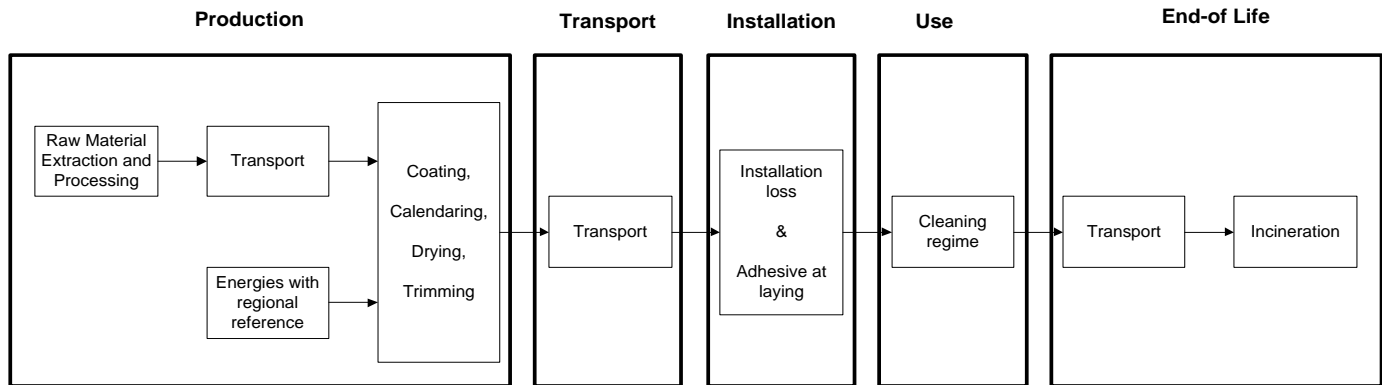 Production
Transport
Installation
Use
End-of Life
Raw Material
Extraction and
Processing
Transport
Energies with
regional
reference
Coating,
Calendaring,
Drying,
Trimming
Transport
Installation
loss
&
Adhesive at
laying
Cleaning
regime
Transport
Incineration